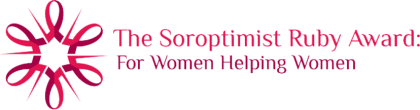 The Soroptimist Ruby Award:
For Women Helping Women